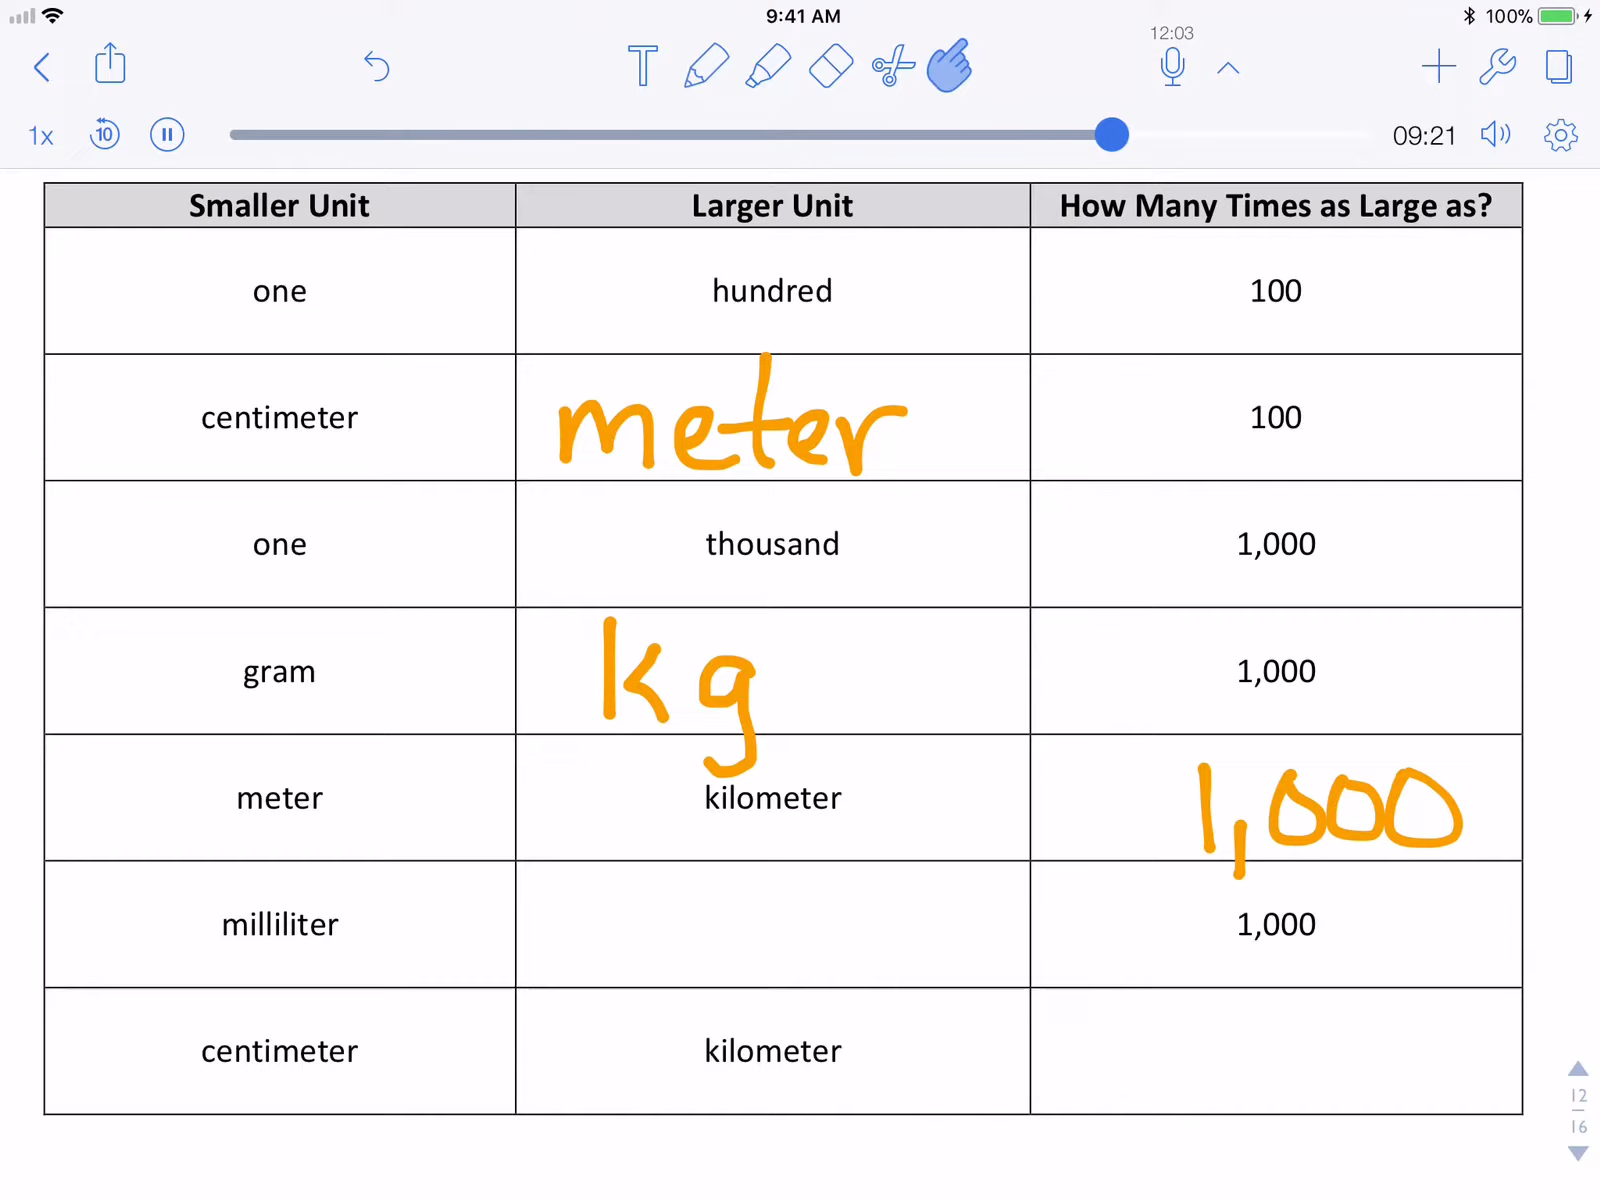 9:41 AM
100%
12:03
T
1x
10
09:21
Smaller Unit Larger Unit How Many Times as Large as?
one hundred 100
centimeter meter 100
one thousand 1,000
gram kg 1,000
meter kilometer 1,000
milliliter 1,000
centimeter kilometer
12
16